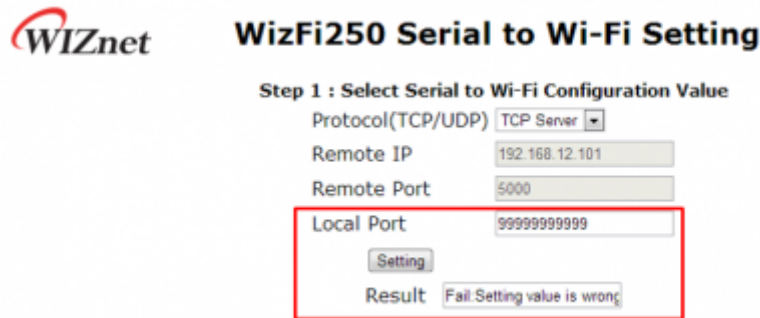 WIZnet
WizFi250 Serial to Wi-Fi Setting
Step 1 : Select Serial to Wi-Fi Configuration Value
Protocol(TCP/UDP) TCP Server
Remote IP 192.168.12.101
Remote Port 5000
Local Port 99999999999
Setting
Result Fail:Setting value is wrong